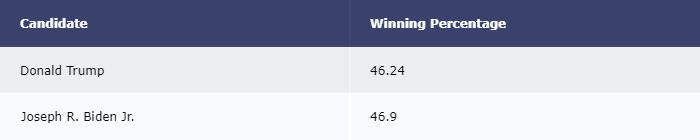 Candidate Winning Percentage
Donald Trump 46.24
Joseph R. Biden Jr. 46.9